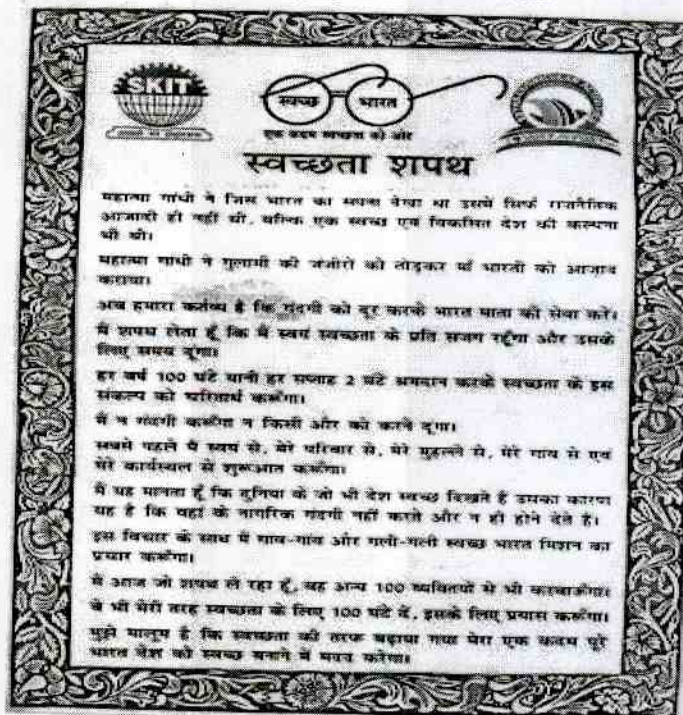 SKIT
स्वच्छ भारत
एक कदम स्वच्छता की ओर
स्वच्छता शपथ
महात्मा गांधी ने जिस भारत का सपना देखा था उसमें सिर्फ राजनैतिक
आजादी ही नहीं थी, बल्कि एक स्वच्छ एवं विकसित देश की कल्पना
भी थी।
महात्मा गांधी ने गुलामी की जंजीरों को तोड़कर माँ भारती को आजाद
कराया।
अब हमारा कर्तव्य है कि गंदगी को दूर करके भारत माता की सेवा करें।
मैं शपथ लेता हूँ कि मैं स्वयं स्वच्छता के प्रति सजग रहूँगा और उसके
लिए समय दूंगा।
हर वर्ष 100 घंटे यानी हर सप्ताह 2 घंटे श्रमदान करके स्वच्छता के इस
संकल्प को चरितार्थ करूँगा।
मैं न गंदगी करूँगा न किसी और को करने दूंगा।
सबसे पहले मैं स्वयं से, मेरे परिवार से, मेरे मुहल्ले से, मेरे गांव से एवं
मेरे कार्यस्थल से शुरूआत करूँगा।
मैं यह मानता हूँ कि दुनिया के जो भी देश स्वच्छ दिखते हैं उसका कारण
यह है कि वहां के नागरिक गंदगी नहीं करते और न ही होने देते हैं।
इस विचार के साथ मैं गांव-गांव और गली-गली स्वच्छ भारत मिशन का
प्रचार करूँगा।
मैं आज जो शपथ ले रहा हूँ, वह अन्य 100 व्यक्तियों से भी करवाऊँगा।
वे भी मेरी तरह स्वच्छता के लिए 100 घंटे दें, इसके लिए प्रयास करूँगा।
मुझे मालूम है कि स्वच्छता की तरफ बढ़ाया गया मेरा एक कदम पूरे
भारत देश को स्वच्छ बनाने में मदद करेगा।